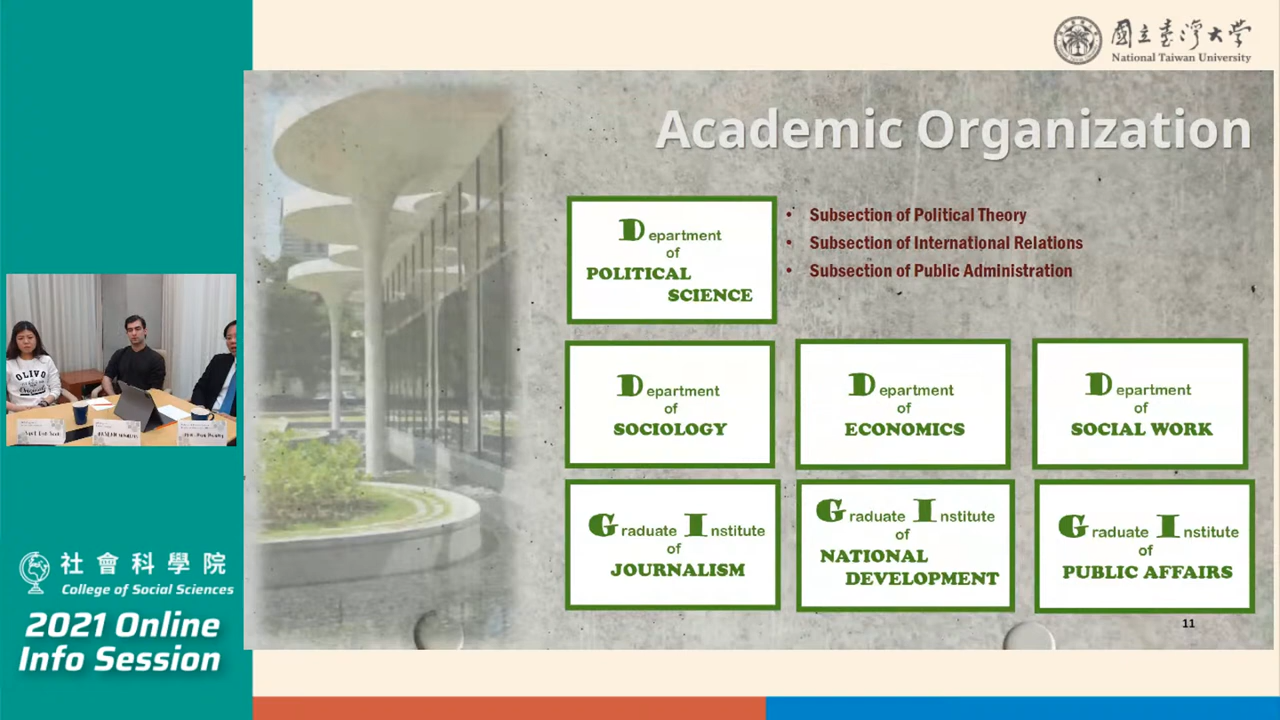 國立臺灣大學
National Taiwan University
Academic Organization
Department
of
POLITICAL
SCIENCE
• Subsection of Political Theory
• Subsection of International Relations
• Subsection of Public Administration
Department
of
SOCIOLOGY
Department
of
ECONOMICS
Department
of
SOCIAL WORK
Graduate Institute
of
JOURNALISM
Graduate Institute
of
NATIONAL
DEVELOPMENT
Graduate Institute
of
PUBLIC AFFAIRS
11
OLIVO
社會科學院
College of Social Sciences
2021 Online
Info Session